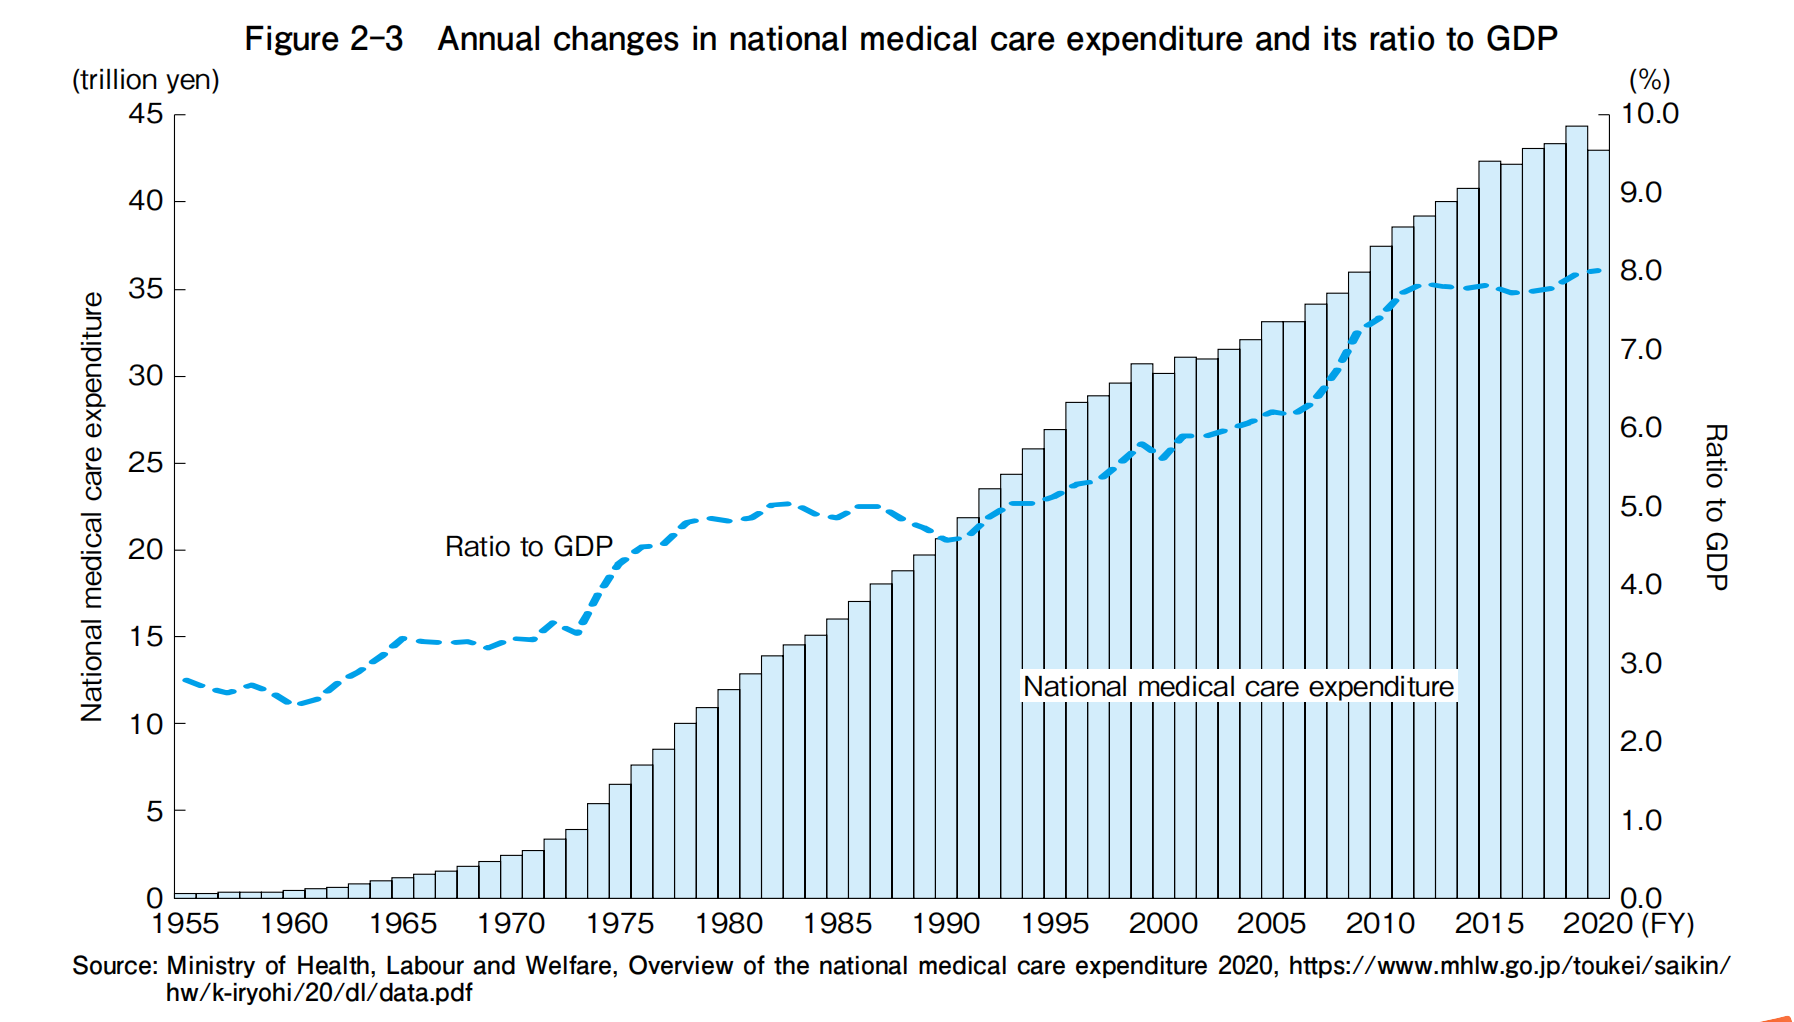 Figure 2-3 Annual changes in national medical care expenditure and its ratio to GDP
(trillion yen)
(%)
45
40
35
30
25
20
15
10
5
0
National medical care expenditure
10.0
9.0
8.0
7.0
6.0
5.0
4.0
3.0
2.0
1.0
0.0
Ratio to GDP
Ratio to GDP
National medical care expenditure
1955 1960 1965 1970 1975 1980 1985 1990 1995 2000 2005 2010 2015 2020 (FY)
Source: Ministry of Health, Labour and Welfare, Overview of the national medical care expenditure 2020, https://www.mhlw.go.jp/toukei/saikin/
hw/k-iryohi/20/dl/data.pdf